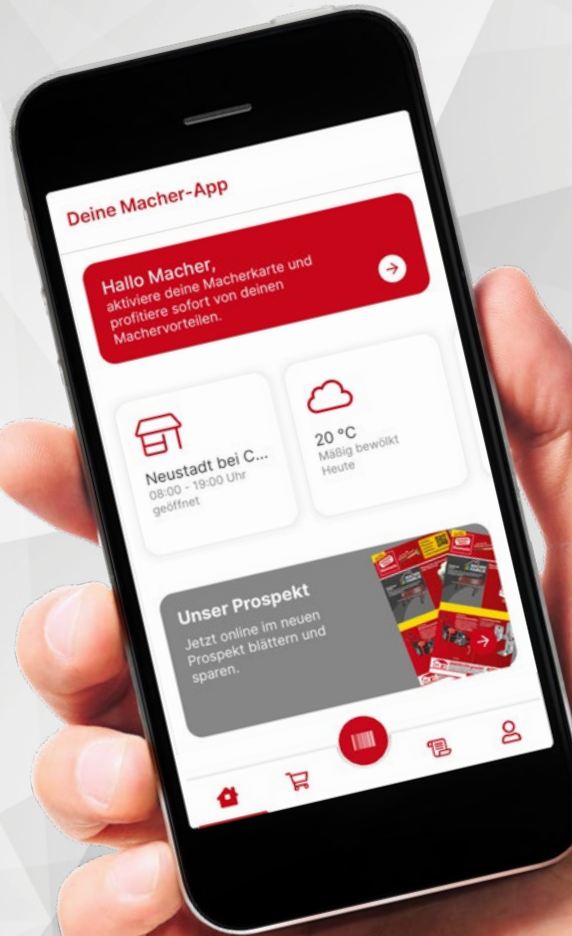 Deine Macher-App
Hallo Macher,
aktiviere deine Macherkarte und
profitiere sofort von deinen
Machervorteilen.
Neustadt bei C...
08:00 - 19:00 Uhr
geöffnet
20 °C
Mäßig bewölkt
Heute
Unser Prospekt
Jetzt online im neuen
Prospekt blättern und
sparen.